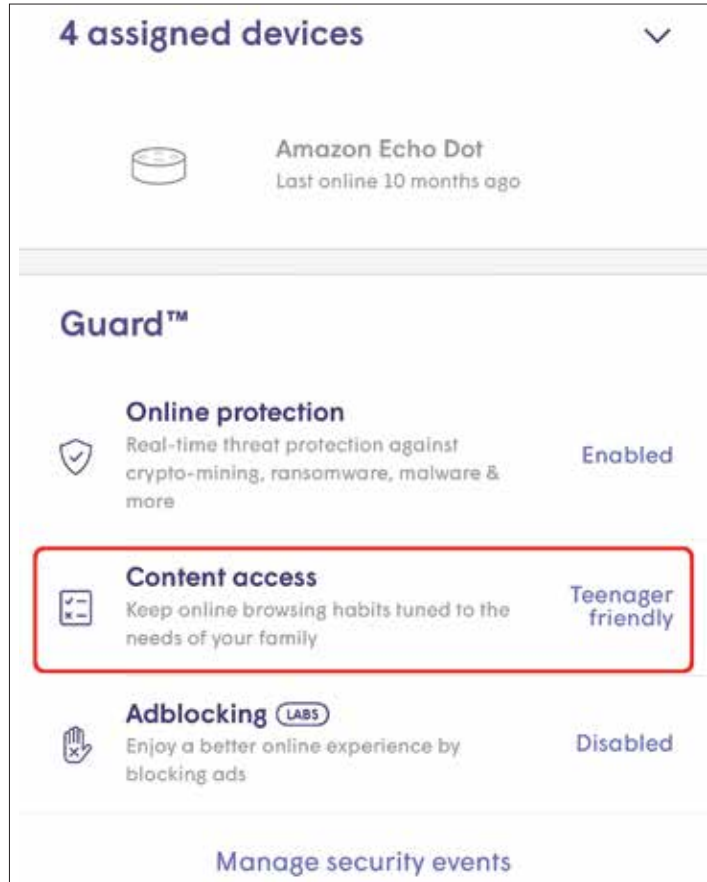 4 assigned devices
Amazon Echo Dot
Last online 10 months ago
Guard™
Online protection
Real-time threat protection against
crypto-mining, ransomware, malware &
more
Enabled
Content access
Keep online browsing habits tuned to the
needs of your family
Teenager
friendly
Adblocking LABS
Enjoy a better online experience by
blocking ads
Disabled
Manage security events